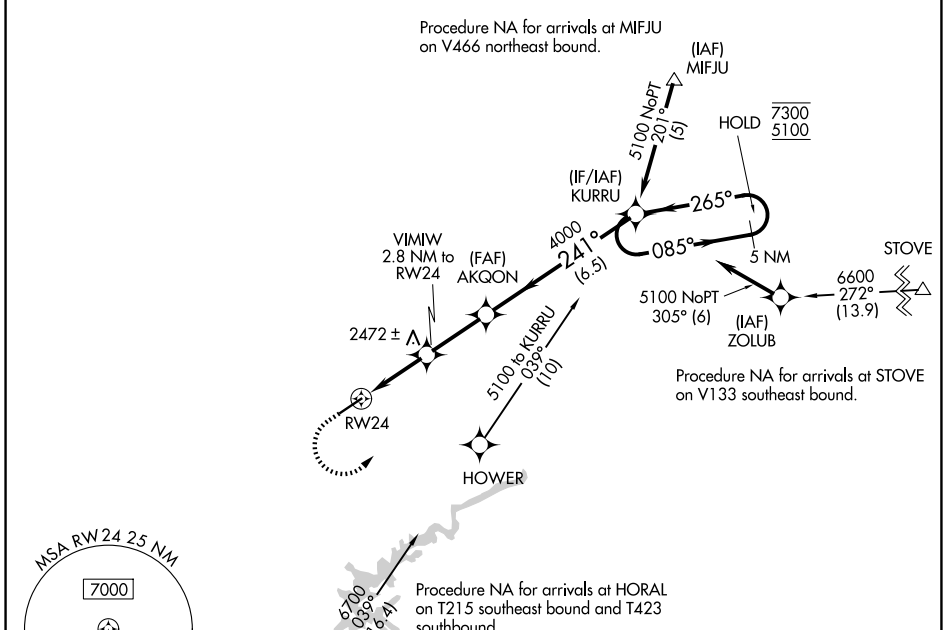 Procedure NA for arrivals at MIFJU
on V466 northeast bound.
(IAF)
MIFJU
5100 NoPT
201°
(5)
HOLD
7300
5100
(IF/IAF)
KURRU
265°
085°
5 NM
4000
241°
(6.5)
VIMIW
2.8 NM to
RW24
(FAF)
AKQON
STOVE
6600
272°
(13.9)
5100 NoPT
305° (6)
(IAF)
ZOLUB
2472 ±
5100 to KURRU
039°
(10)
Procedure NA for arrivals at STOVE
on V133 southeast bound.
RW24
HOWER
MSA RW24 25 NM
7000
6700
039°
Procedure NA for arrivals at HORAL
on T215 southeast bound and T423
southbound